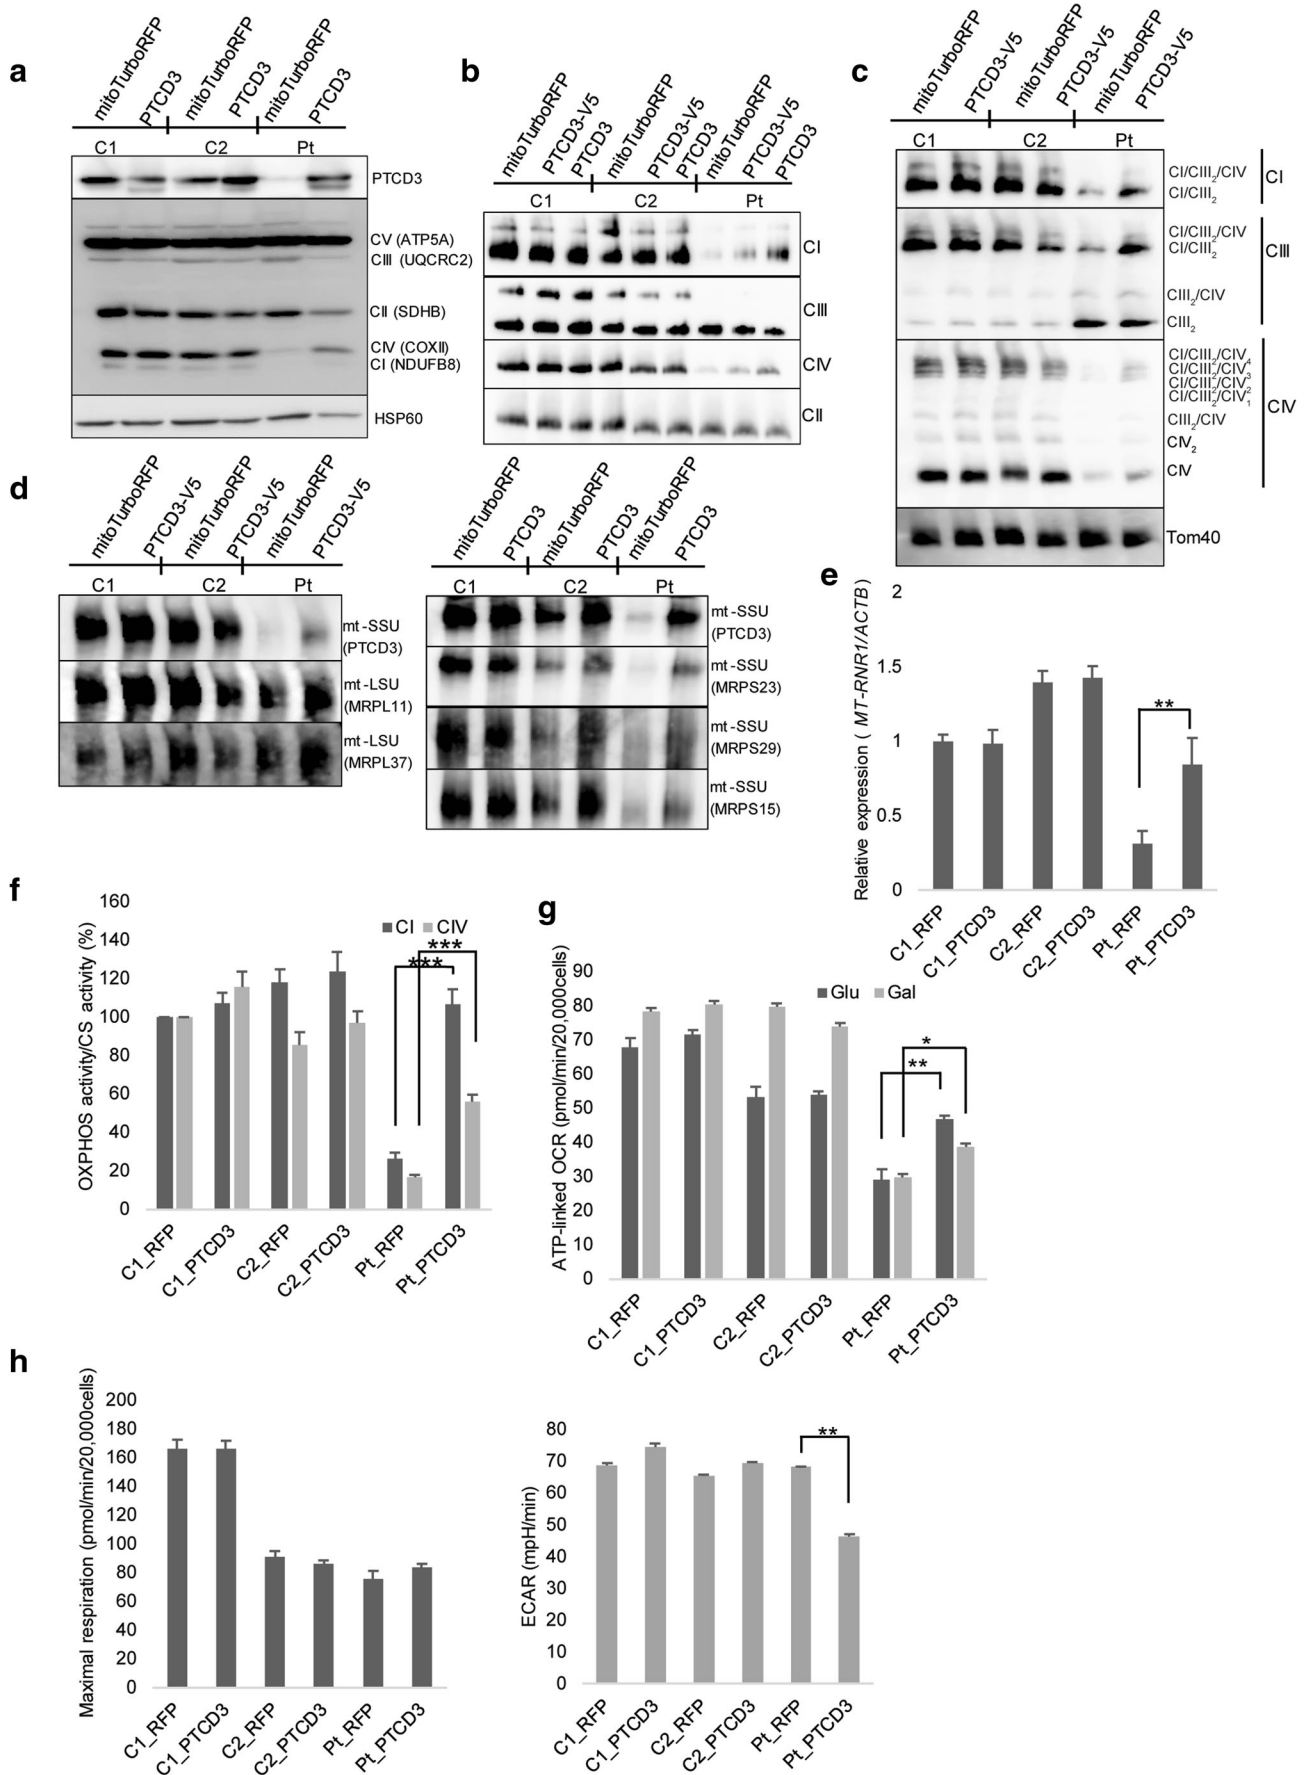 a
mitoTurboRFP
PTCD3
mitoTurboRFP
PTCD3
mitoTurboRFP
PTCD3
C1
C2
Pt
PTCD3
CV (ATP5A)
CIII (UQCRC2)
CII (SDHB)
CIV (COXII)
CI (NDUFB8)
HSP60
b
mitoTurboRFP
PTCD3-V5
PTCD3
mitoTurboRFP
PTCD3-V5
PTCD3
mitoTurboRFP
PTCD3-V5
PTCD3
C1
C2
Pt
CI
CIII
CIV
CII
c
mitoTurboRFP
PTCD3-V5
mitoTurboRFP
PTCD3-V5
mitoTurboRFP
PTCD3-V5
C1
C2
Pt
CI/CIII2/CIV
CI/CIII2
CI
CI/CIII2/CIV
CI/CIII2
CIII2/CIV
CIII2
CIII
CI/CIII2/CIV4
CI/CIII2/CIV3
CI/CIII2/CIV2
CI/CIII2/CIV1
CIII2/CIV
CIV2
CIV
CIV
Tom40
d
mitoTurboRFP
PTCD3-V5
mitoTurboRFP
PTCD3-V5
mitoTurboRFP
PTCD3-V5
C1
C2
Pt
mt-SSU
(PTCD3)
mt-LSU
(MRPL11)
mt-LSU
(MRPL37)
mitoTurboRFP
PTCD3
mitoTurboRFP
PTCD3
mitoTurboRFP
PTCD3
C1
C2
Pt
mt-SSU
(PTCD3)
mt-SSU
(MRPS23)
mt-SSU
(MRPS29)
mt-SSU
(MRPS15)
e
Relative expression ( MT-RNR1/ACTB)
2
1.5
1
0.5
0
**
C1_RFP
C1_PTCD3
C2_RFP
C2_PTCD3
Pt_RFP
Pt_PTCD3
f
OXPHOS activity/CS activity (%)
160
140
120
100
80
60
40
20
0
CI CIV
***
***
C1_RFP
C1_PTCD3
C2_RFP
C2_PTCD3
Pt_RFP
Pt_PTCD3
g
ATP-linked OCR (pmol/min/20,000cells)
90
80
70
60
50
40
30
20
10
0
Glu Gal
*
**
C1_RFP
C1_PTCD3
C2_RFP
C2_PTCD3
Pt_RFP
Pt_PTCD3
h
Maximal respiration (pmol/min/20,000cells)
200
180
160
140
120
100
80
60
40
20
0
C1_RFP
C1_PTCD3
C2_RFP
C2_PTCD3
Pt_RFP
Pt_PTCD3
ECAR (mpH/min)
80
70
60
50
40
30
20
10
0
**
C1_RFP
C1_PTCD3
C2_RFP
C2_PTCD3
Pt_RFP
Pt_PTCD3